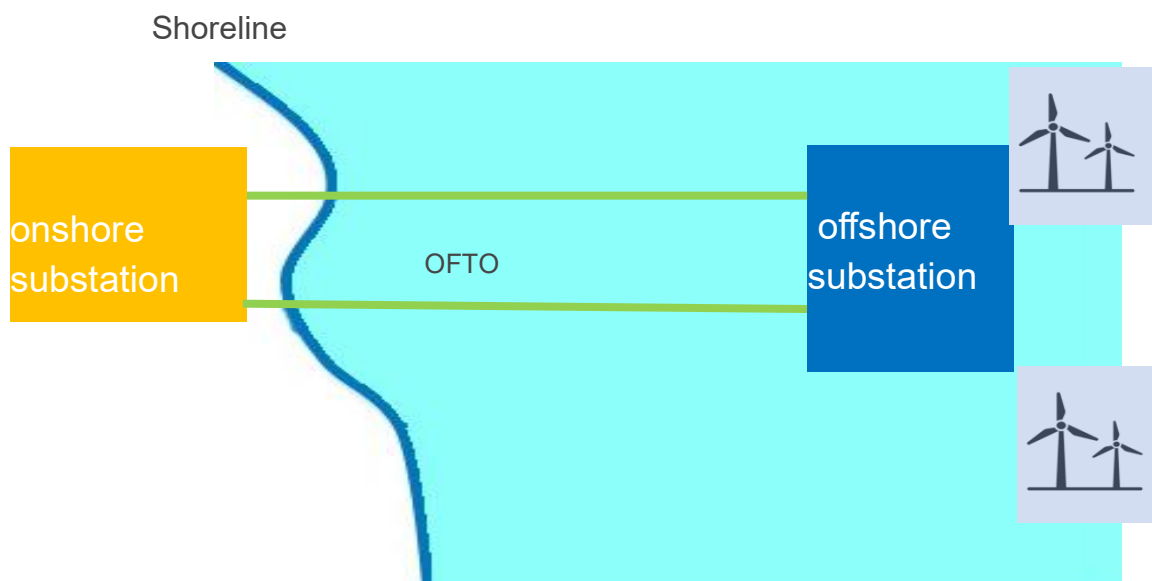 Shoreline
onshore
substation
OFTO
offshore
substation